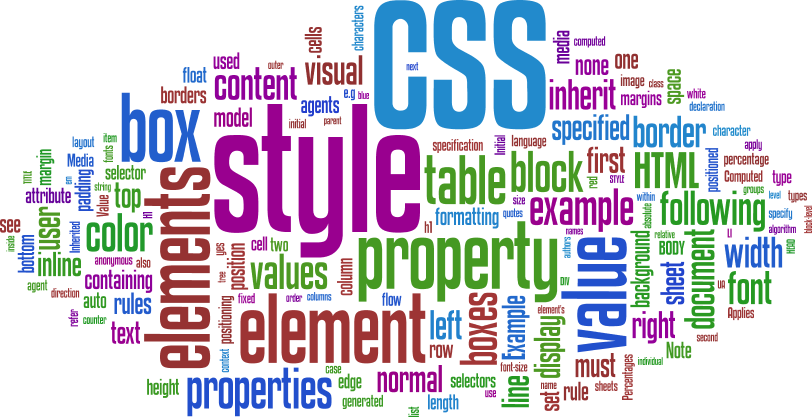 CSS
characters
cells
used
outer
float
content
visual
next
media
computed
none
one
image
class
space
borders
agents
e.g
blue
inherit
margins
white
declaration
box
model
initial
parent
style
specified
border
character
layout
item
fonts
specification
Initial
language
apply
TITLE
margin
Media
selector
table
block
first
HTML
positioned
percentage
Computed
type
em
padding
string
elements
red
STYLE
groups
level
types
attribute
Value
top
H1
size
example
within
following
block-level
see
inside
user
inherited
color
formatting
quotes
names
absolute
specify
algorithm
bottom
inline
anonymous
also
yes
tree
position
cell
two
h1
property
authors
value
background
relative
BODY
document
LI
width
HEAD
agent
direction
containing
values
column
DIV
sheet
UA
font
auto
rules
positioning
fixed
order
columns
flow
boxes
Example
element's
Applies
refer
counter
text
element
left
display
right
second
context
row
font-size
must
Percentages
Note
individual
height
properties
case
edge
normal
selectors
line
name
set
rule
sheets
generated
list
length
use